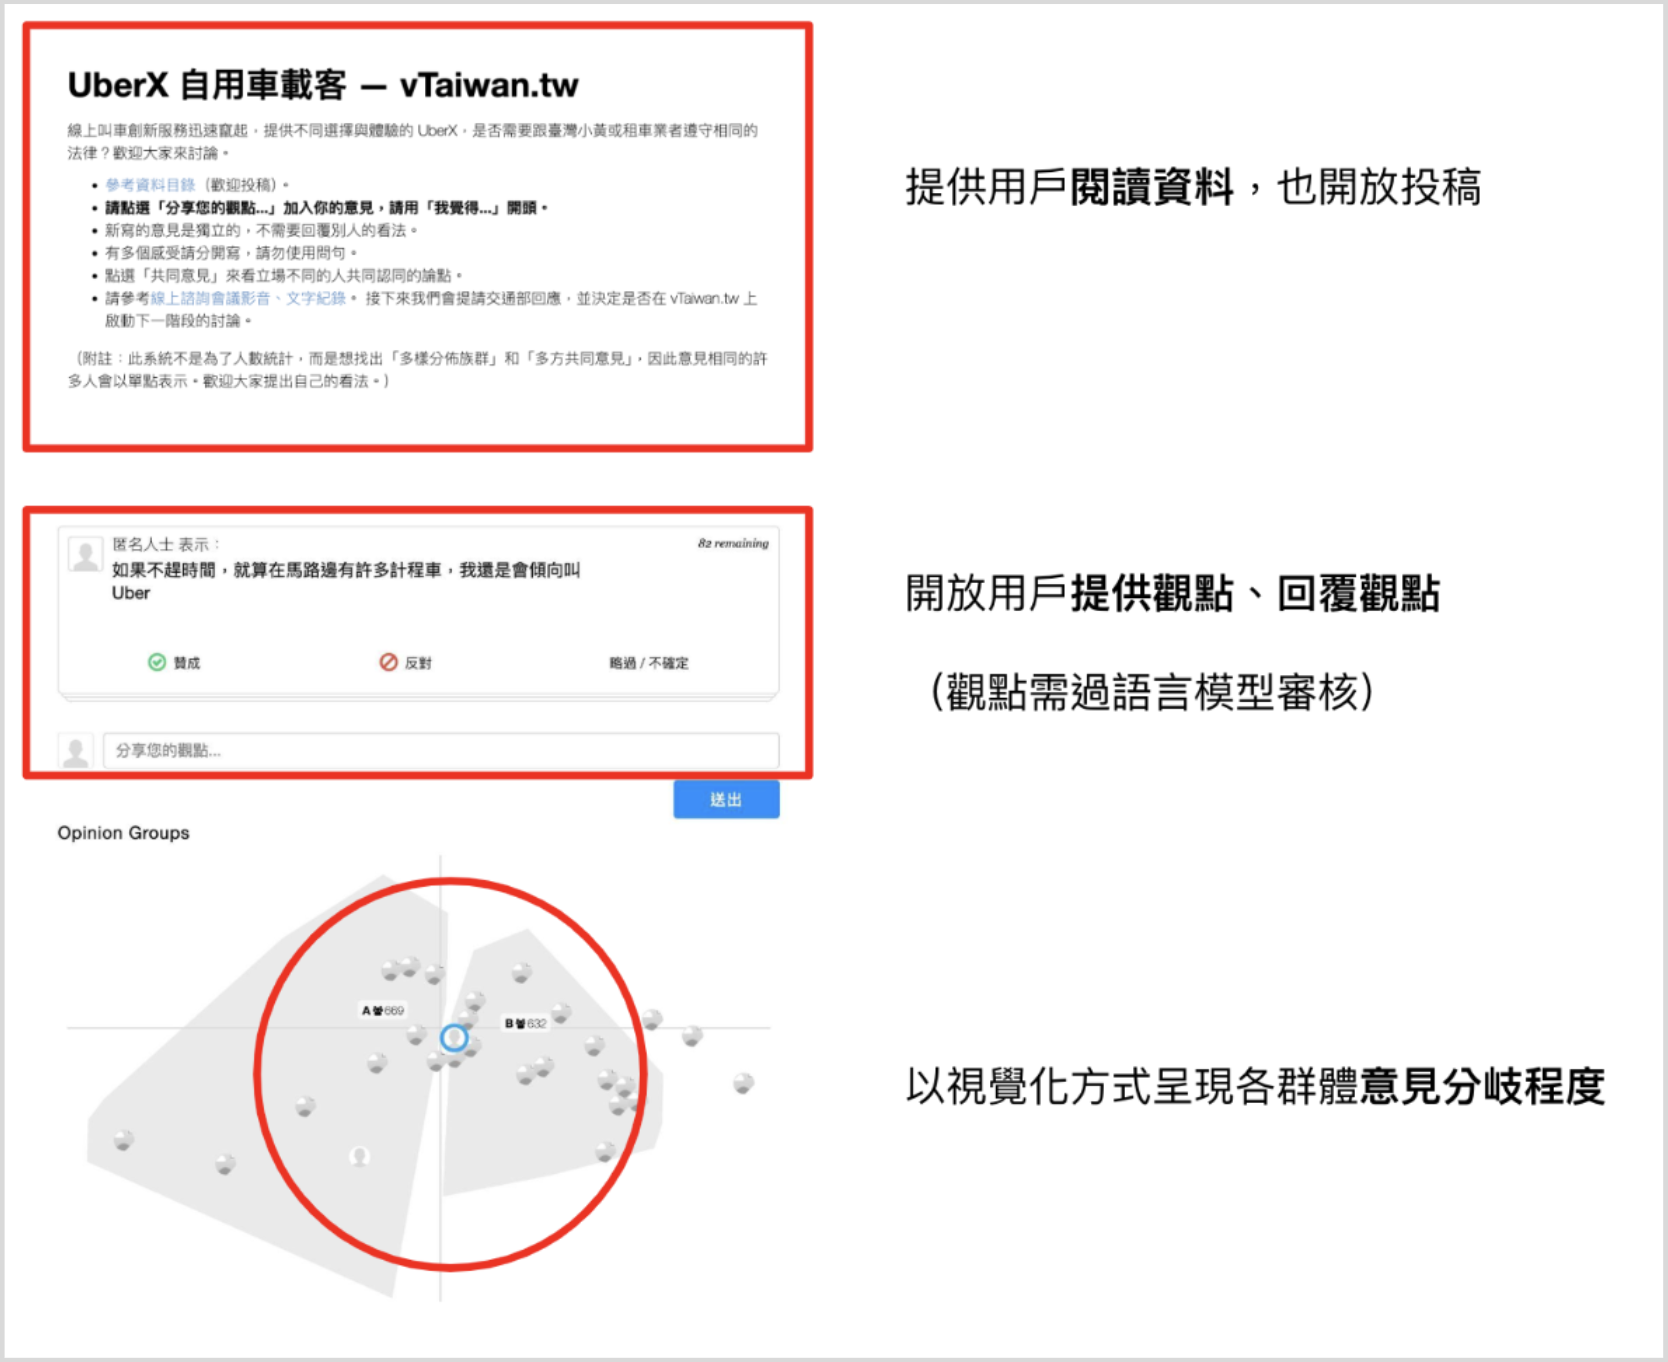 UberX 自用車載客 — vTaiwan.tw
線上叫車創新服務迅速竄起，提供不同選擇與體驗的 UberX，是否需要跟臺灣小黃或租車業者遵守相同的
法律？歡迎大家來討論。
• 參考資料目錄（歡迎投稿）。
• 請點選「分享您的觀點...」加入你的意見，請用「我覺得...」開頭。
• 新寫的意見是獨立的，不需要回覆別人的看法。
• 有多個感受請分開寫，請勿使用問句。
• 點選「共同意見」來看立場不同的人共同認同的論點。
• 請參考線上諮詢會議影音、文字紀錄。 接下來我們會提請交通部回應，並決定是否在 vTaiwan.tw 上
啟動下一階段的討論。
（附註：此系統不是為了人數統計，而是想找出「多樣分佈族群」和「多方共同意見」，因此意見相同的許
多人會以單點表示。歡迎大家提出自己的看法。）
提供用戶閱讀資料，也開放投稿
匿名人士 表示：
82 remaining
如果不趕時間，就算在馬路邊有許多計程車，我還是會傾向叫
Uber
贊成
反對
略過 / 不確定
分享您的觀點...
送出
開放用戶提供觀點、回覆觀點
（觀點需過語言模型審核）
Opinion Groups
A 669
B 632
以視覺化方式呈現各群體意見分岐程度